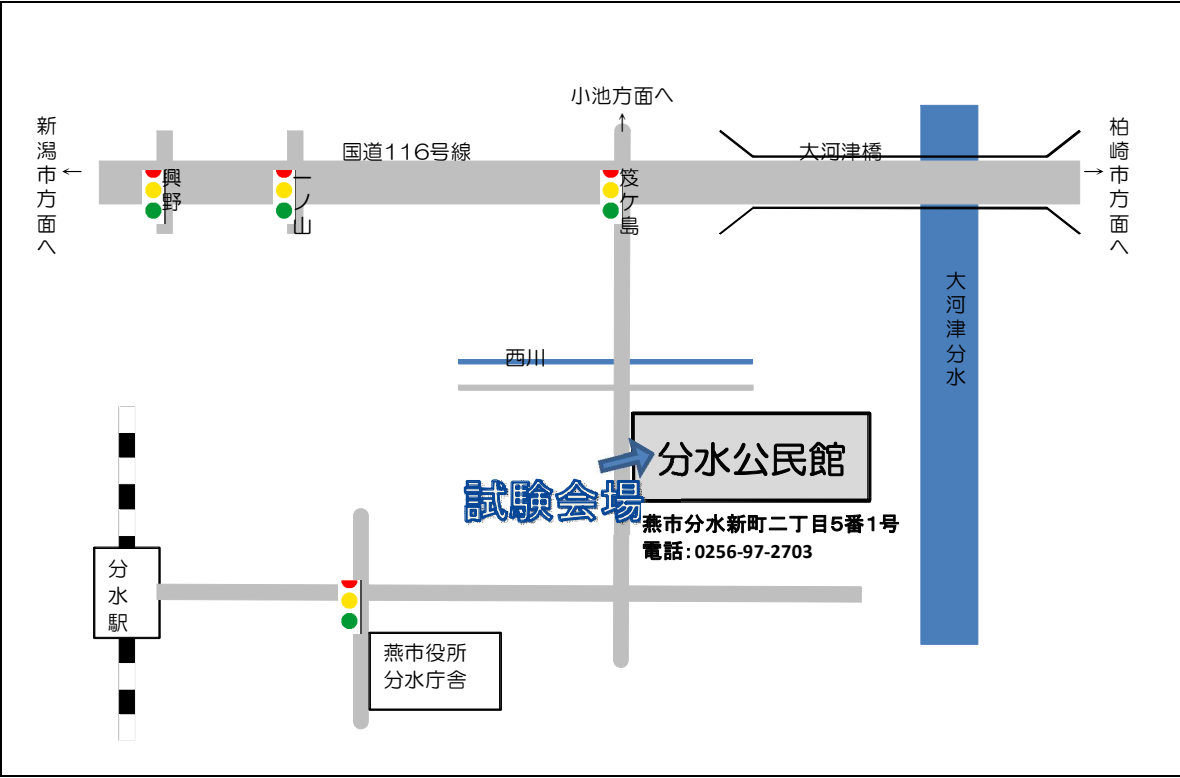 小池方面へ
↑
新潟市方面へ
←
国道116号線
大河津橋
→
柏崎市方面へ
興野
一ノ山
笈ケ島
大河津分水
西川
分水公民館
試験会場
燕市分水新町二丁目5番1号
電話：0256-97-2703
分水駅
燕市役所
分水庁舎